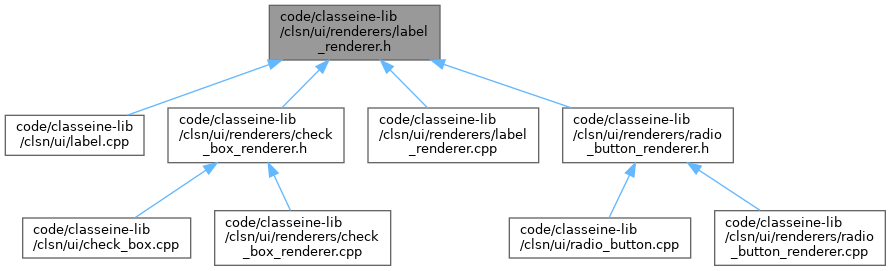 code/classeine-lib
/clsn/ui/renderers/label
_renderer.h
code/classeine-lib
/clsn/ui/label.cpp
code/classeine-lib
/clsn/ui/renderers/check
_box_renderer.h
code/classeine-lib
/clsn/ui/renderers/label
_renderer.cpp
code/classeine-lib
/clsn/ui/renderers/radio
_button_renderer.h
code/classeine-lib
/clsn/ui/check_box.cpp
code/classeine-lib
/clsn/ui/renderers/check
_box_renderer.cpp
code/classeine-lib
/clsn/ui/radio_button.cpp
code/classeine-lib
/clsn/ui/renderers/radio
_button_renderer.cpp